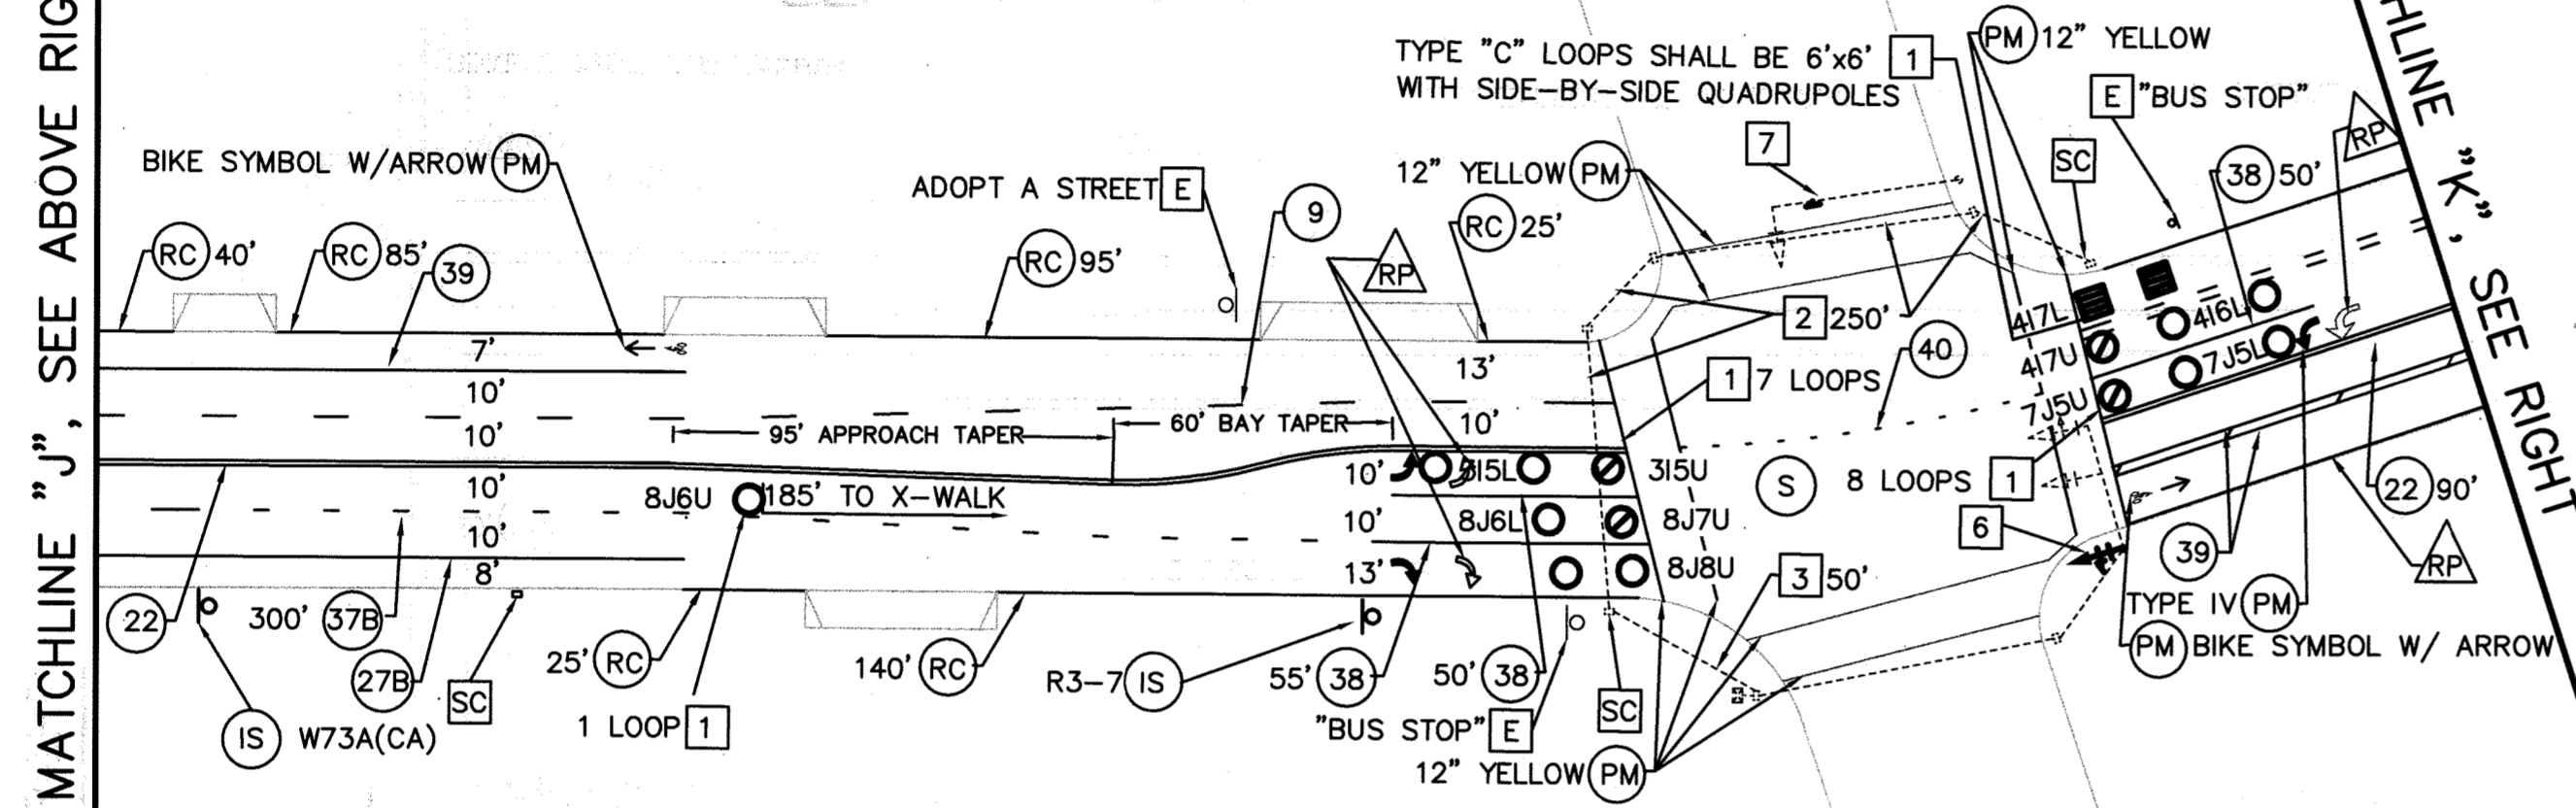 MATCHLINE "J", SEE ABOVE RIG
TYPE "C" LOOPS SHALL BE 6'x6' 1
WITH SIDE-BY-SIDE QUADRUPOLES
PM 12" YELLOW
E "BUS STOP"
HLINE "K", SEE RIGHT
RP
7
SC
38 50'
BIKE SYMBOL W/ARROW PM
ADOPT A STREET E
12" YELLOW PM
9
RP
RC 25'
RC 40'
RC 85'
39
RC 95'
2 250'
40
417L
416L
417U
7J5L
7J5U
7'
10'
10'
10'
10'
8'
13'
10'
95' APPROACH TAPER
60' BAY TAPER
1 7 LOOPS
10'
3I5L
3I5U
8J6U
185' TO X-WALK
10'
8J6L
8J7U
13'
8J8U
S
8 LOOPS 1
6
22 90'
39
RP
3 50'
TYPE IV PM
PM BIKE SYMBOL W/ ARROW
22
300' 37B
27B
SC
IS W73A(CA)
25' RC
1 LOOP 1
140' RC
R3-7 IS
55' 38
50' 38
"BUS STOP" E
SC
12" YELLOW PM